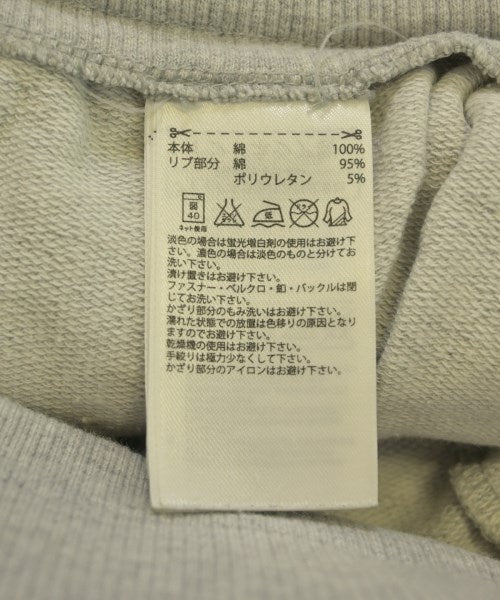 本体 綿 100%
リブ部分 綿 95%
ポリウレタン 5%
弱
40
低
ネット使用
淡色の場合は蛍光増白剤の使用はお避け下
さい。濃色の場合は淡色のものと分けてお
洗い下さい。
漬け置きはお避け下さい。
ファスナー・ベルクロ・釦・バックルは閉
じてお洗い下さい。
かざり部分のもみ洗いはお避け下さい。
濡れた状態での放置は色移りの原因となり
ますのでお避け下さい。
乾燥機の使用はお避け下さい。
手絞りは極力少なくして下さい。
かざり部分のアイロンはお避け下さい。